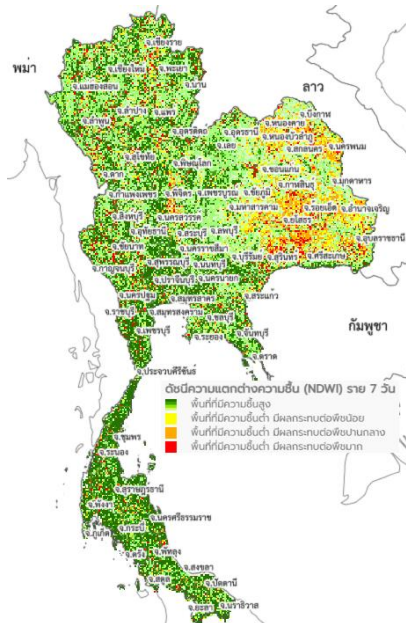 พม่า
ลาว
กัมพูชา
จ.เชียงราย
จ.เชียงใหม่
จ.พะเยา
จ.แม่ฮ่องสอน
จ.น่าน
จ.ลำปาง
จ.แพร่
จ.ลำพูน
จ.อุตรดิตถ์
จ.สุโขทัย
จ.ตาก
จ.พิษณุโลก
จ.เลย
จ.อุดรธานี
จ.หนองคาย
จ.บึงกาฬ
จ.หนองบัวลำภู
จ.สกลนคร
จ.นครพนม
จ.ขอนแก่น
จ.กาฬสินธุ์
จ.มุกดาหาร
จ.กำแพงเพชร
จ.พิจิตร
จ.เพชรบูรณ์
จ.ชัยภูมิ
จ.มหาสารคาม
จ.ร้อยเอ็ด
จ.อำนาจเจริญ
จ.ยโสธร
จ.สิงห์บุรี
จ.นครสวรรค์
จ.อุทัยธานี
จ.สระบุรี
จ.ลพบุรี
จ.ชัยนาท
จ.นครราชสีมา
จ.บุรีรัมย์
จ.สุรินทร์
จ.ศรีสะเกษ
จ.อุบลราชธานี
จ.สุพรรณบุรี
จ.นนทบุรี
จ.กาญจนบุรี
จ.ปราจีนบุรี
จ.นครนายก
จ.สระแก้ว
จ.นครปฐม
จ.สมุทรสาคร
จ.ราชบุรี
จ.สมุทรสงคราม
จ.ชลบุรี
จ.เพชรบุรี
จ.ระยอง
จ.จันทบุรี
จ.ตราด
จ.ประจวบคีรีขันธ์
ดัชนีความแตกต่างความชื้น (NDWI) ราย 7 วัน
พื้นที่ที่มีความชื้นสูง
พื้นที่ที่มีความชื้นต่ำ มีผลกระทบต่อพืชน้อย
พื้นที่ที่มีความชื้นต่ำ มีผลกระทบต่อพืชปานกลาง
พื้นที่ที่มีความชื้นต่ำ มีผลกระทบต่อพืชมาก
จ.ชุมพร
จ.ระนอง
จ.สุราษฎร์ธานี
จ.พังงา
จ.นครศรีธรรมราช
จ.กระบี่
จ.ภูเก็ต
จ.ตรัง
จ.พัทลุง
จ.สงขลา
จ.สตูล
จ.ปัตตานี
จ.ยะลา
จ.นราธิวาส